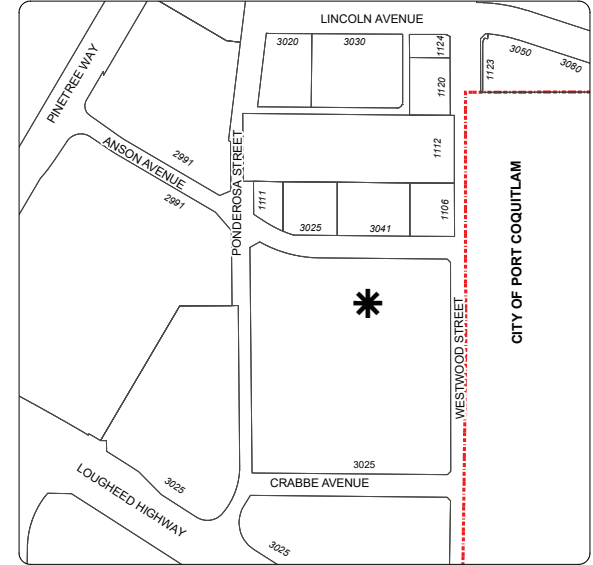 LINCOLN AVENUE
3020
3030
1124
3050
3080
1123
1120
PINETREE WAY
ANSON AVENUE
2991
2991
PONDEROSA STREET
1112
1111
3025
3041
1106
CITY OF PORT COQUITLAM
WESTWOOD STREET
3025
CRABBE AVENUE
3025
LOUGHEED HIGHWAY
3025